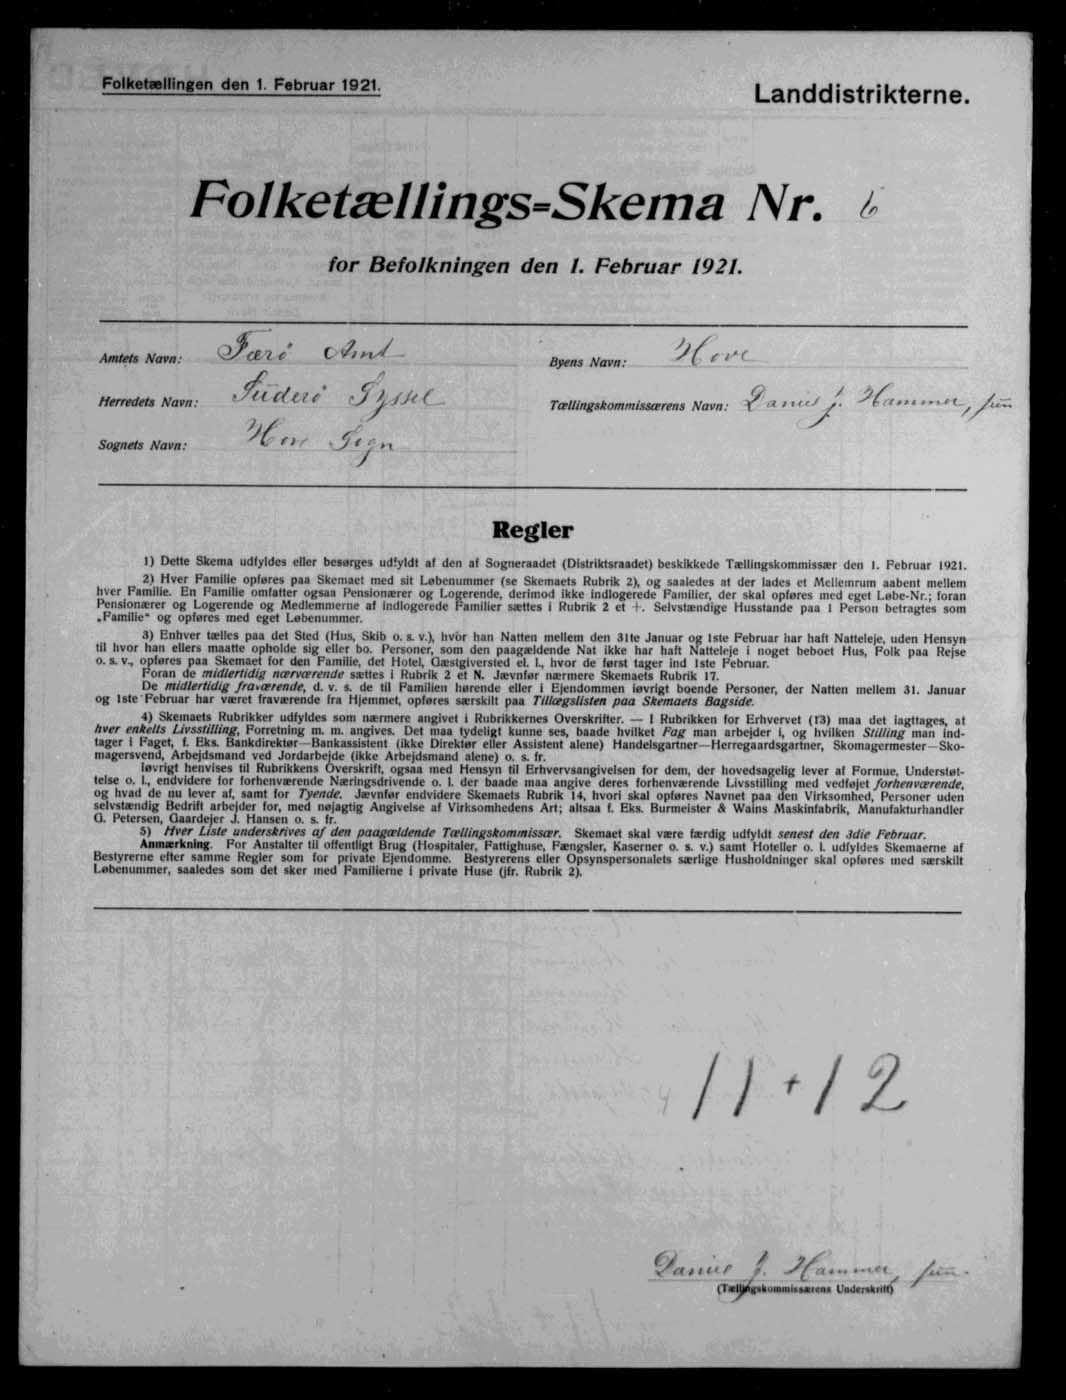 Folketællingen den 1. Februar 1921.
Landdistrikterne.
Folketællings=Skema Nr. 6
for Befolkningen den 1. Februar 1921.
Amtets Navn: Færø Amt
Byens Navn: Hove
Herredets Navn: Süderø Syssel
Tællingskommissærens Navn: Daniel J. Hammer, jun
Sognets Navn: Hove Sogn
Regler
1) Dette Skema udfyldes eller besørges udfyldt af den af Sogneraadet (Distriktsraadet) beskikkede Tællingskommissær den 1. Februar 1921.
2) Hver Familie opføres paa Skemaet med sit Løbenummer (se Skemaets Rubrik 2), og saaledes at der lades et Mellemrum aabent mellem
hver Familie. En Familie omfatter ogsaa Pensionærer og Logerende, derimod ikke indlogerede Familier, der skal opføres med eget Løbe-Nr.; foran
Pensionærer og Logerende og Medlemmerne af indlogerede Familier sættes i Rubrik 2 et +. Selvstændige Husstande paa 1 Person betragtes som
„Familie“ og opføres med eget Løbenummer.
3) Enhver tælles paa det Sted (Hus, Skib o. s. v.), hvor han Natten mellem den 31te Januar og 1ste Februar har haft Natteleje, uden Hensyn
til hvor han ellers maatte opholde sig eller bo. Personer, som den paagældende Nat ikke har haft Natteleje i noget beboet Hus, Folk paa Rejse
o. s. v., opføres paa Skemaet for den Familie, det Hotel, Gæstgiversted el. l., hvor de først tager ind 1ste Februar.
Foran de midlertidig nærværende sættes i Rubrik 2 et N. Jævnfør nærmere Skemaets Rubrik 17.
De midlertidig fraværende, d. v. s. de til Familien hørende eller i Ejendommen iøvrigt boende Personer, der Natten mellem 31. Januar
og 1ste Februar har været fraværende fra Hjemmet, opføres særskilt paa Tillægslisten paa Skemaets Bagside.
4) Skemaets Rubrikker udfyldes som nærmere angivet i Rubrikkernes Overskrifter. — I Rubrikken for Erhvervet (13) maa det iagttages, at
hver enkelts Livsstilling, Forretning m. m. angives. Det maa tydeligt kunne ses, baade hvilket Fag man arbejder i, og hvilken Stilling man ind-
tager i Faget, f. Eks. Bankdirektør—Bankassistent (ikke Direktør eller Assistent alene) Handelsgartner—Herregaardsgartner, Skomagermester—Sko-
magersvend, Arbejdsmand ved Jordarbejde (ikke Arbejdsmand alene) o. s. fr.
Iøvrigt henvises til Rubrikkens Overskrift, ogsaa med Hensyn til Erhvervsangivelsen for dem, der hovedsagelig lever af Formue, Understøt-
telse o. l., endvidere for forhenværende Næringsdrivende o. l. der baade maa angive deres forhenværende Livsstilling med vedføjet forhenværende,
og hvad de nu lever af, samt for Tyende. Jævnfør endvidere Skemaets Rubrik 14, hvori skal opføres Navnet paa den Virksomhed, Personer uden
selvstændig Bedrift arbejder for, med nøjagtig Angivelse af Virksomhedens Art; altsaa f. Eks. Burmeister & Wains Maskinfabrik, Manufakturhandler
G. Petersen, Gaardejer J. Hansen o. s. fr.
5) Hver Liste underskrives af den paagældende Tællingskommissær. Skemaet skal være færdig udfyldt senest den 3die Februar.
Anmærkning. For Anstalter til offentligt Brug (Hospitaler, Fattighuse, Fængsler, Kaserner o. s. v.) samt Hoteller o. l. udfyldes Skemaerne af
Bestyrerne efter samme Regler som for private Ejendomme. Bestyrerens eller Opsynspersonalets særlige Husholdninger skal opføres med særskilt
Løbenummer, saaledes som det sker med Familierne i private Huse (jfr. Rubrik 2).
11+12
Daniel J. Hammer, jun.
(Tællingskommissærens Underskrift)